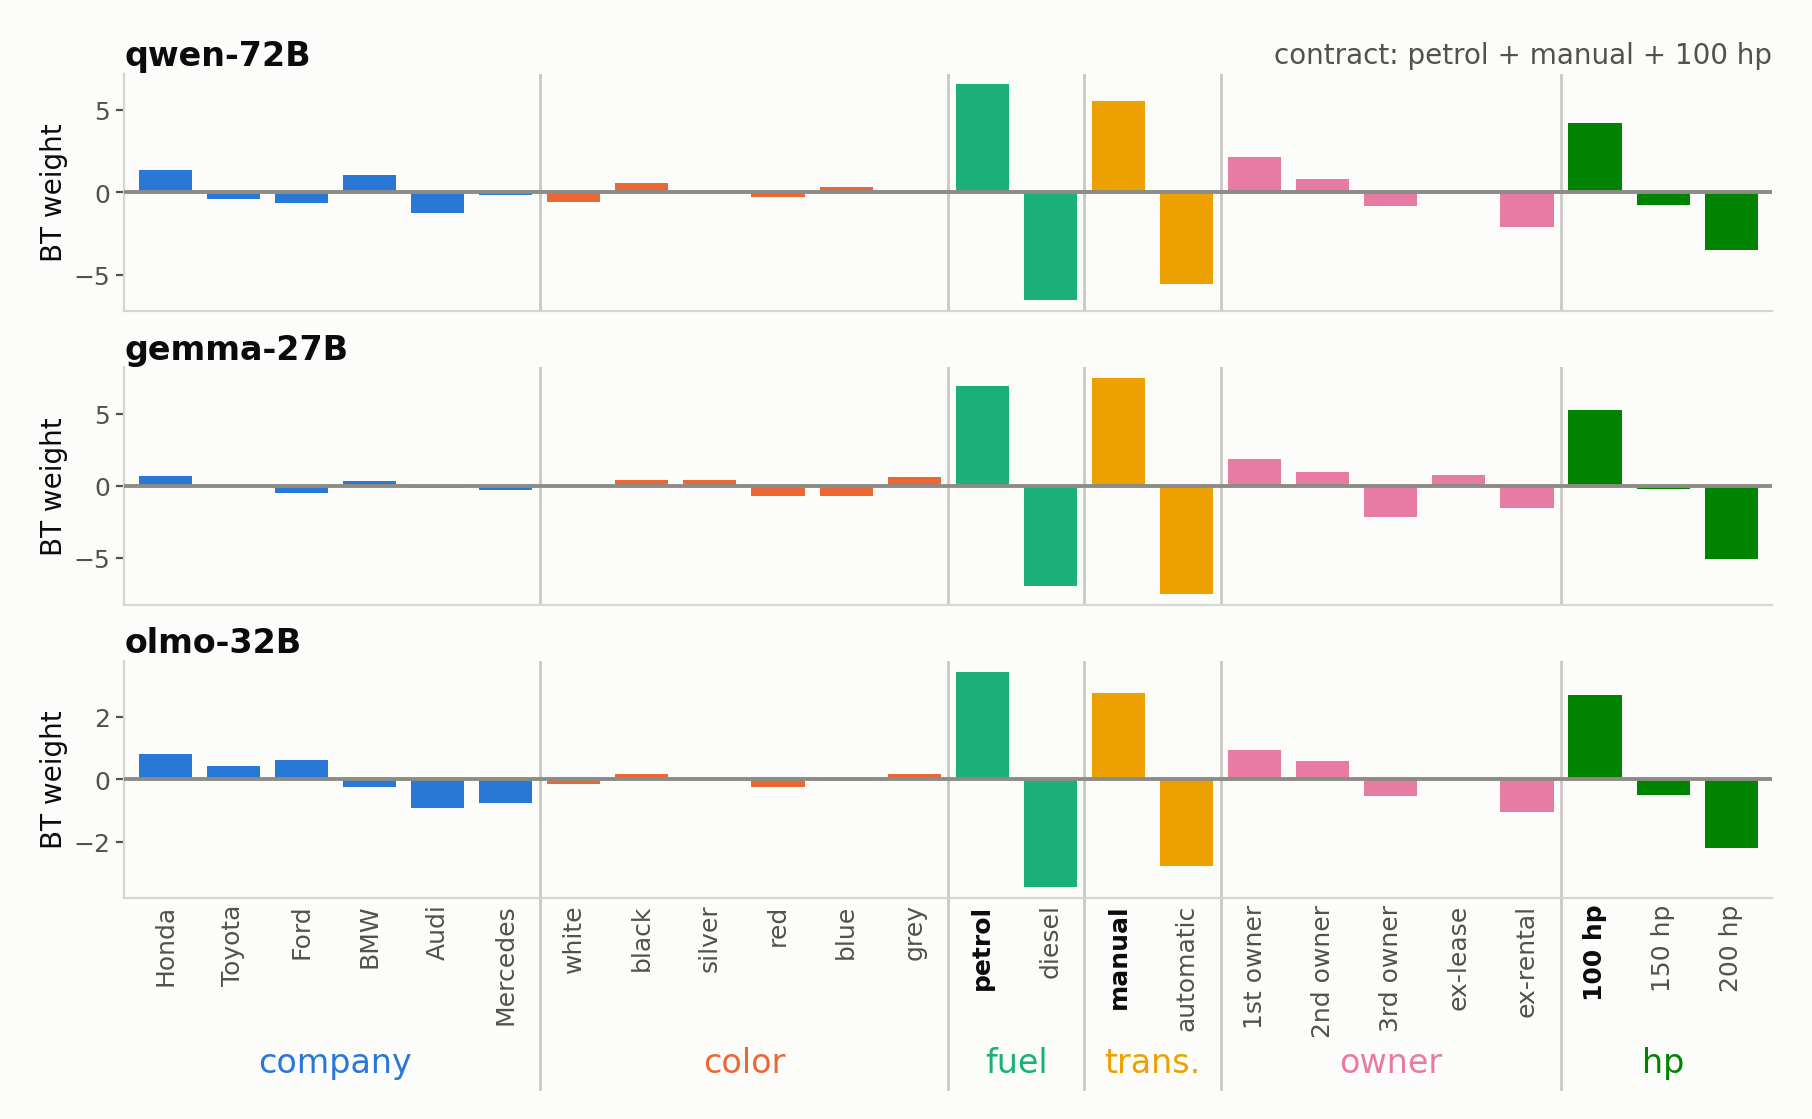 qwen-72B
contract: petrol + manual + 100 hp
BT weight
5
0
−5
gemma-27B
BT weight
5
0
−5
olmo-32B
BT weight
2
0
−2
Honda
Toyota
Ford
BMW
Audi
Mercedes
white
black
silver
red
blue
grey
petrol
diesel
manual
automatic
1st owner
2nd owner
3rd owner
ex-lease
ex-rental
100 hp
150 hp
200 hp
company
color
fuel
trans.
owner
hp